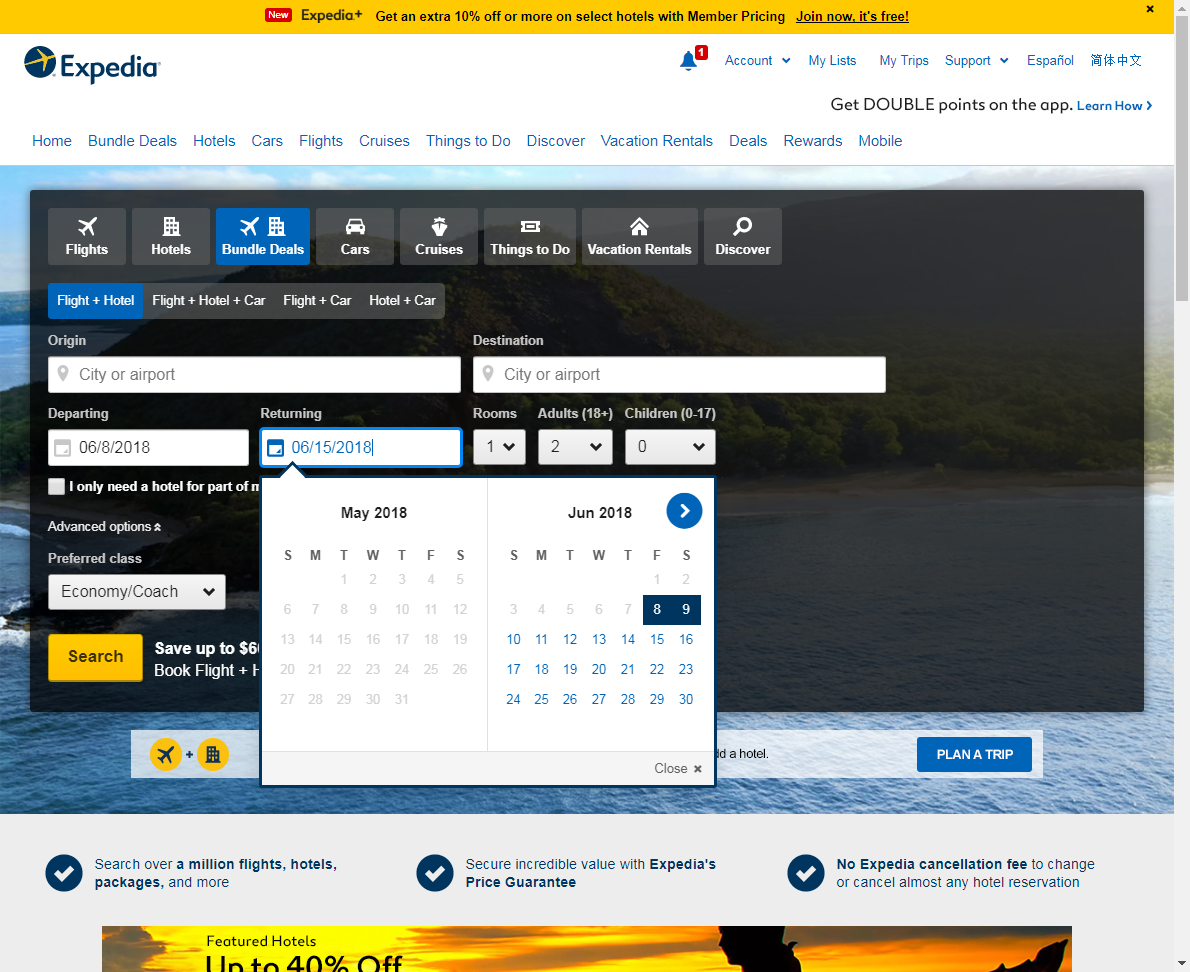 New Expedia+ Get an extra 10% off or more on select hotels with Member Pricing Join now, it's free! ×
Expedia
1 Account My Lists My Trips Support Español 简体中文
Get DOUBLE points on the app. Learn How
Home Bundle Deals Hotels Cars Flights Cruises Things to Do Discover Vacation Rentals Deals Rewards Mobile
Flights Hotels Bundle Deals Cars Cruises Things to Do Vacation Rentals Discover
Flight + Hotel Flight + Hotel + Car Flight + Car Hotel + Car
Origin Destination
City or airport City or airport
Departing Returning Rooms Adults (18+) Children (0-17)
06/8/2018 06/15/2018 1 2 0
I only need a hotel for part of
Advanced options
Preferred class
Economy/Coach
Search
Save up to
Book Flight +
May 2018 Jun 2018
S M T W T F S S M T W T F S
1 2 3 4 5 1 2
6 7 8 9 10 11 12 3 4 5 6 7 8 9
13 14 15 16 17 18 19 10 11 12 13 14 15 16
20 21 22 23 24 25 26 17 18 19 20 21 22 23
27 28 29 30 31 24 25 26 27 28 29 30
Close ×
+ a hotel. PLAN A TRIP
Search over a million flights, hotels,
packages, and more
Secure incredible value with Expedia's
Price Guarantee
No Expedia cancellation fee to change
or cancel almost any hotel reservation
Featured Hotels
Up to 40% Off